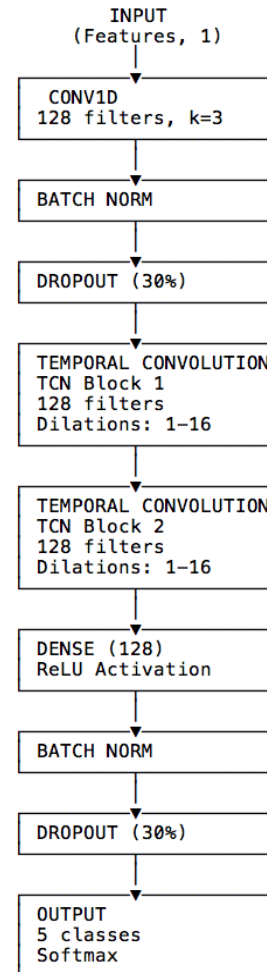 INPUT
(Features, 1)
CONV1D
128 filters, k=3
BATCH NORM
DROPOUT (30%)
TEMPORAL CONVOLUTION
TCN Block 1
128 filters
Dilations: 1–16
TEMPORAL CONVOLUTION
TCN Block 2
128 filters
Dilations: 1–16
DENSE (128)
ReLU Activation
BATCH NORM
DROPOUT (30%)
OUTPUT
5 classes
Softmax